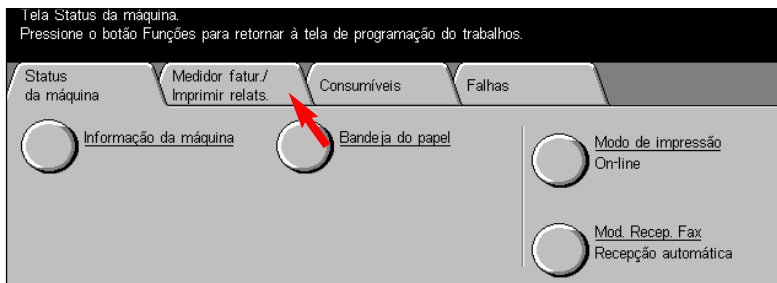 Tela Status da máquina.
Pressione o botão Funções para retornar à tela de programação do trabalhos.
Status
da máquina
Medidor fatur./
Imprimir relats.
Consumíveis
Falhas
Informação da máquina
Bandeja do papel
Modo de impressão
On-line
Mod. Recep. Fax
Recepção automática